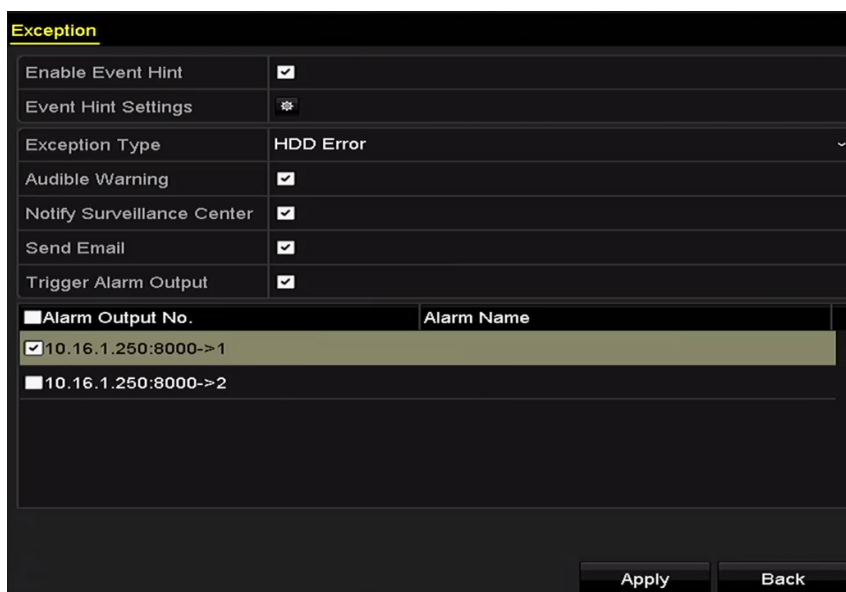 Exception
Enable Event Hint
Event Hint Settings
Exception Type HDD Error
Audible Warning
Notify Surveillance Center
Send Email
Trigger Alarm Output
Alarm Output No. Alarm Name
10.16.1.250:8000->1
10.16.1.250:8000->2
Apply Back